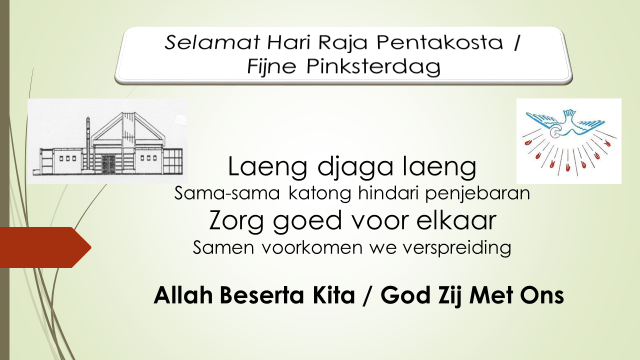 Selamat Hari Raja Pentakosta /
Fijne Pinksterdag
Laeng djaga laeng
Sama-sama katong hindari penjebaran
Zorg goed voor elkaar
Samen voorkomen we verspreiding
Allah Beserta Kita / God Zij Met Ons